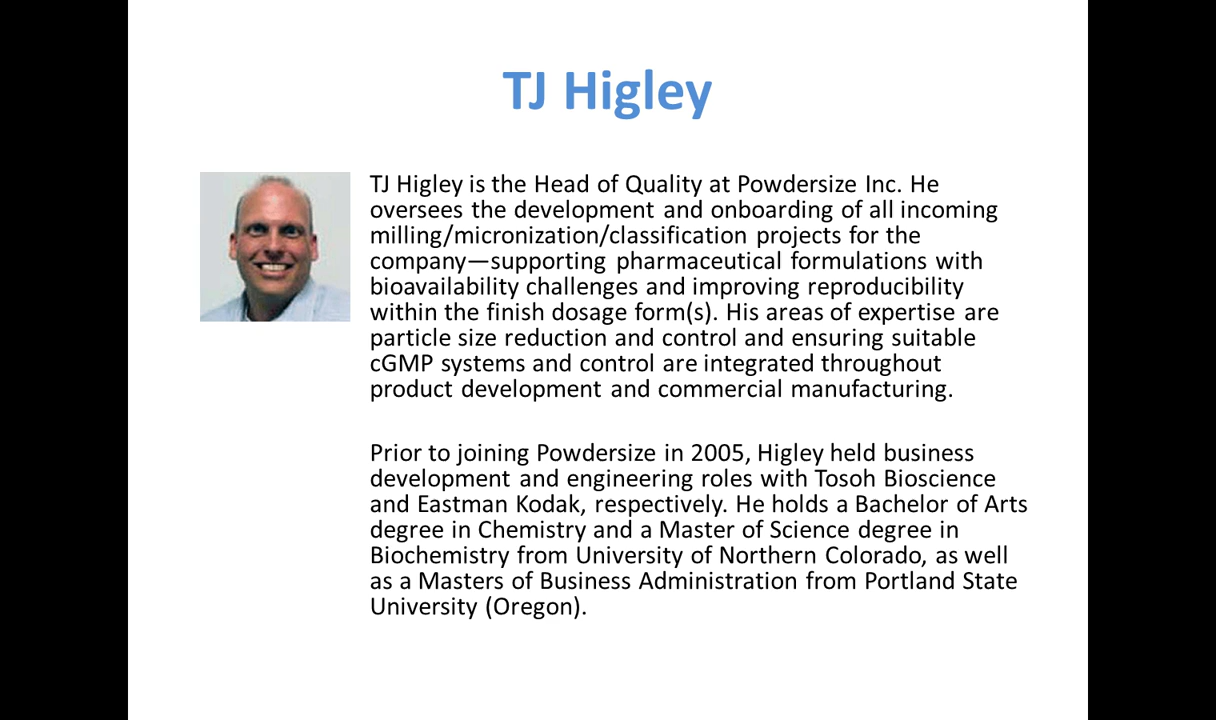 TJ Higley
TJ Higley is the Head of Quality at Powdersize Inc. He
oversees the development and onboarding of all incoming
milling/micronization/classification projects for the
company—supporting pharmaceutical formulations with
bioavailability challenges and improving reproducibility
within the finish dosage form(s). His areas of expertise are
particle size reduction and control and ensuring suitable
cGMP systems and control are integrated throughout
product development and commercial manufacturing.
Prior to joining Powdersize in 2005, Higley held business
development and engineering roles with Tosoh Bioscience
and Eastman Kodak, respectively. He holds a Bachelor of Arts
degree in Chemistry and a Master of Science degree in
Biochemistry from University of Northern Colorado, as well
as a Masters of Business Administration from Portland State
University (Oregon).